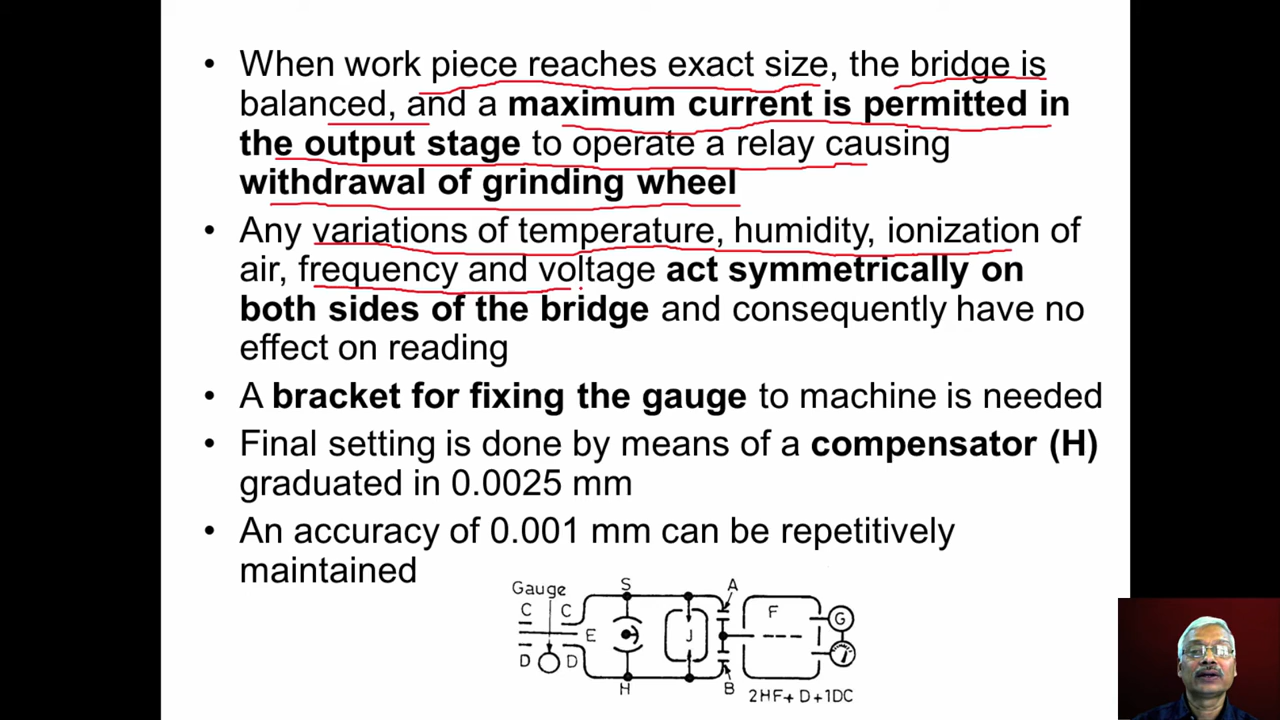 • When work piece reaches exact size, the bridge is
balanced, and a maximum current is permitted in
the output stage to operate a relay causing
withdrawal of grinding wheel
• Any variations of temperature, humidity, ionization of
air, frequency and voltage act symmetrically on
both sides of the bridge and consequently have no
effect on reading
• A bracket for fixing the gauge to machine is needed
• Final setting is done by means of a compensator (H)
graduated in 0.0025 mm
• An accuracy of 0.001 mm can be repetitively
maintained
Gauge S A
C C F G
E J
D D
H B 2HF+D+1DC